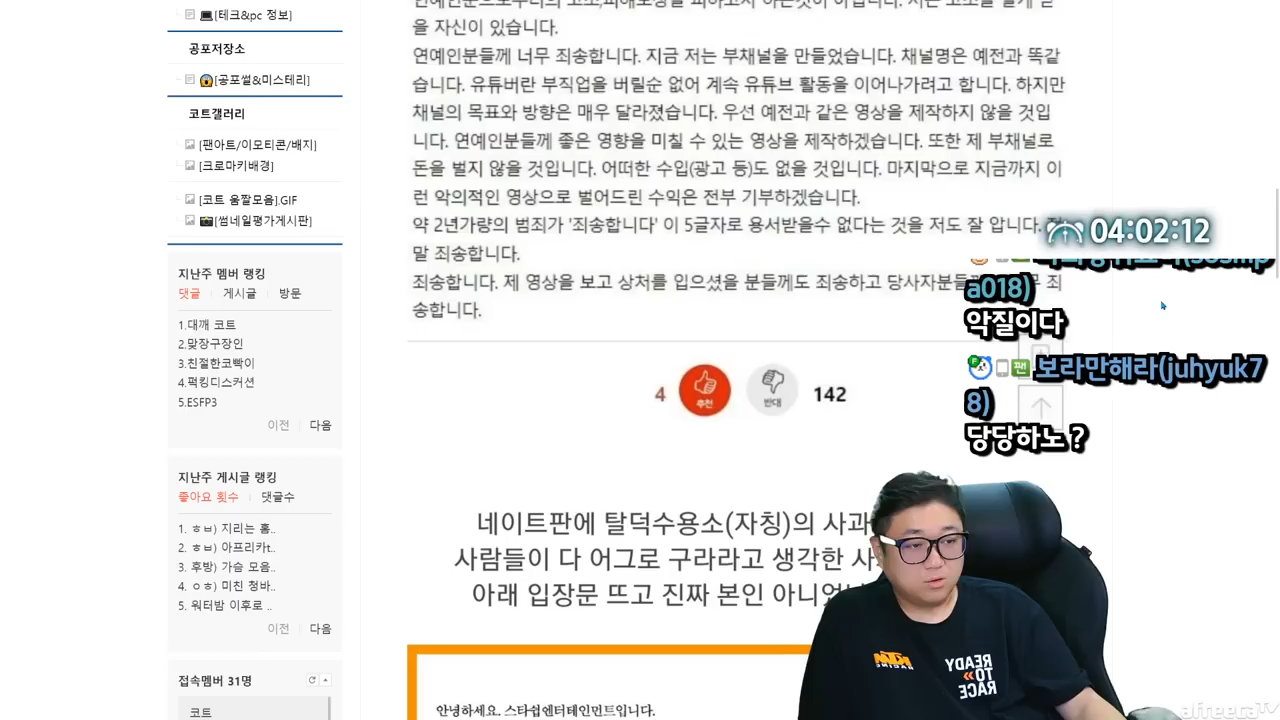 💻[테크&pc 정보]
공포저장소
😱[공포썰&미스테리]
코트갤러리
[팬아트/이모티콘/배지]
[크로마키배경]
[코트 움짤모음].GIF
📸[썸네일평가게시판]
지난주 멤버 랭킹
댓글 게시글 방문
1.대깨 코트
2.맞장구장인
3.친절한코빡이
4.퍽킹디스커션
5.ESFP3
이전 다음
지난주 게시글 랭킹
좋아요 횟수 댓글수
1. ㅎㅂ) 지리는 홈..
2. ㅎㅂ) 아프리카t..
3. 후방) 가슴 모음..
4. ㅇㅎ) 미친 청바..
5. 워터밤 이후로 ..
이전 다음
접속멤버 31명
코트
을 자신이 있습니다.
연예인분들께 너무 죄송합니다. 지금 저는 부채널을 만들었습니다. 채널명은 예전과 똑같
습니다. 유튜버란 부직업을 버릴순 없어 계속 유튜브 활동을 이어나가려고 합니다. 하지만
채널의 목표와 방향은 매우 달라졌습니다. 우선 예전과 같은 영상을 제작하지 않을 것입
니다. 연예인분들께 좋은 영향을 미칠 수 있는 영상을 제작하겠습니다. 또한 제 부채널로
돈을 벌지 않을 것입니다. 어떠한 수입(광고 등)도 없을 것입니다. 마지막으로 지금까지 이
런 악의적인 영상으로 벌어드린 수익은 전부 기부하겠습니다.
약 2년가량의 범죄가 '죄송합니다' 이 5글자로 용서받을수 없다는 것을 저도 잘 압니다.
말 죄송합니다.
죄송합니다. 제 영상을 보고 상처를 입으셨을 분들께도 죄송하고 당사자분들 죄
송합니다.
4 추천 반대 142
네이트판에 탈덕수용소(자칭)의 사과
사람들이 다 어그로 구라라고 생각한
아래 입장문 뜨고 진짜 본인
안녕하세요. 스타쉽엔터테인먼트입니다.
04:02:12
a018)
악질이다
팬 보라만해라(juhyuk7
8)
당당하노?
KTM
RACING
READY
TO
RACE
afreecaTV